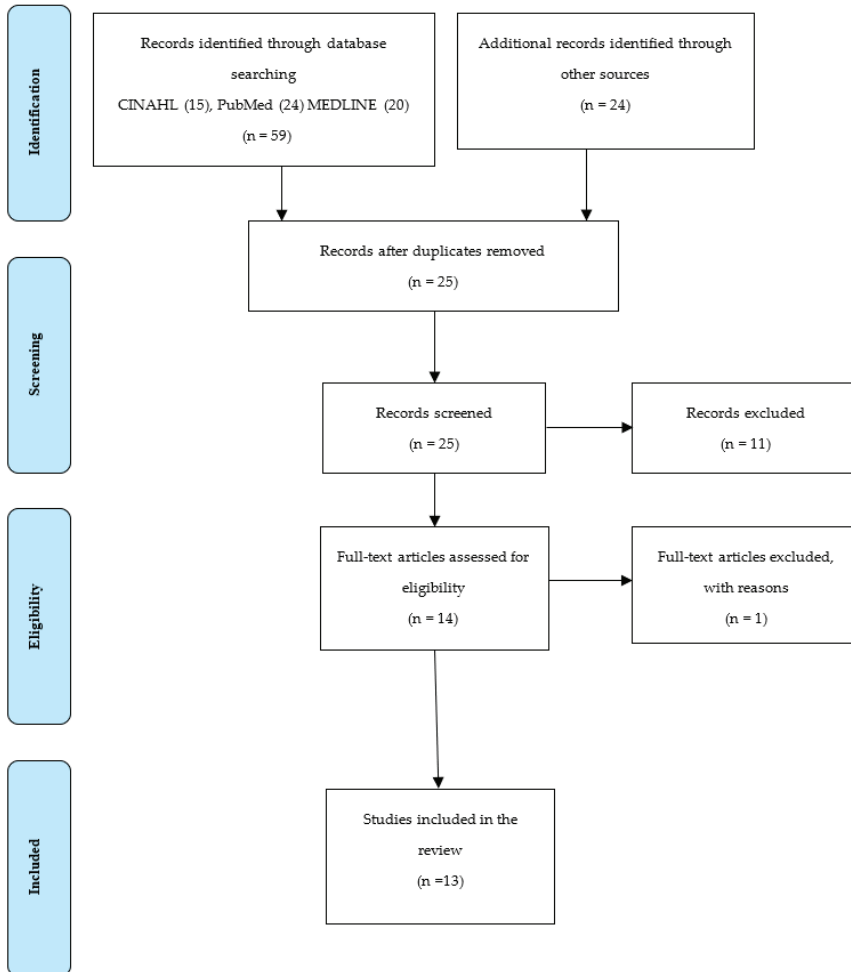 Identification
Records identified through database
searching
CINAHL (15), PubMed (24) MEDLINE (20)
(n = 59)
Additional records identified through
other sources
(n = 24)
Screening
Records after duplicates removed
(n = 25)
Records screened
(n = 25)
Records excluded
(n = 11)
Eligibility
Full-text articles assessed for
eligibility
(n = 14)
Full-text articles excluded,
with reasons
(n = 1)
Included
Studies included in the
review
(n =13)